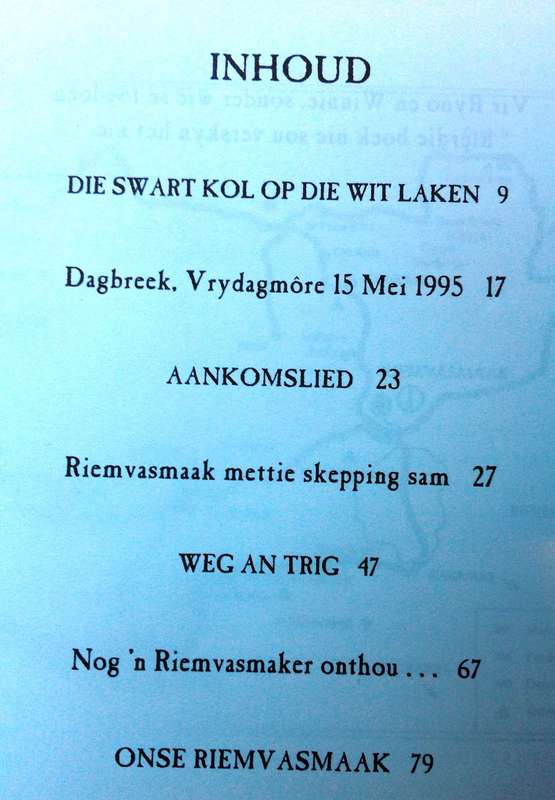 INHOUD
DIE SWART KOL OP DIE WIT LAKEN 9
Dagbreek, Vrydagmôre 15 Mei 1995 17
AANKOMSLIED 23
Riemvasmaak mettie skepping sam 27
WEG AN TRIG 47
Nog 'n Riemvasmaker onthou ... 67
ONSE RIEMVASMAAK 79